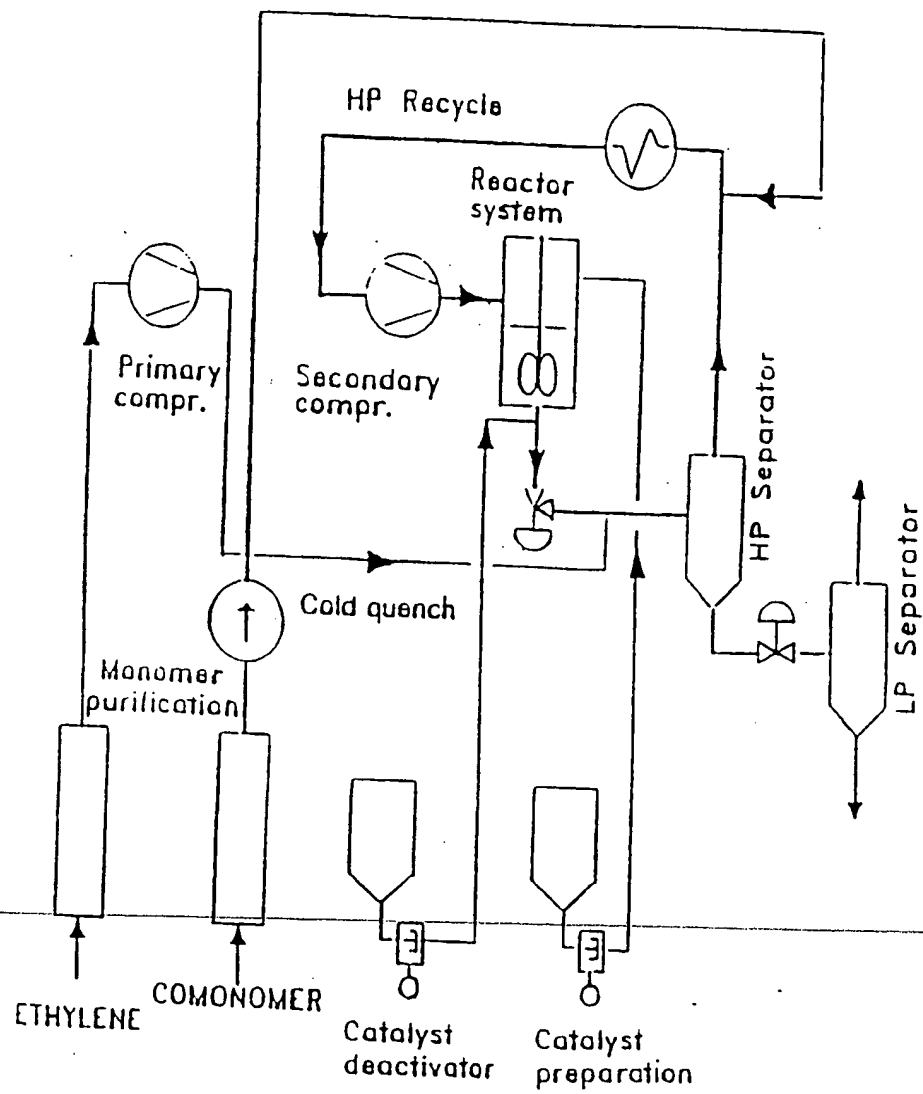 HP Recycle
Reactor
system
Primary
compr.
Secondary
compr.
HP Separator
LP Separator
Cold quench
Monomer
purification
ETHYLENE
COMONOMER
Catalyst
deactivator
Catalyst
preparation